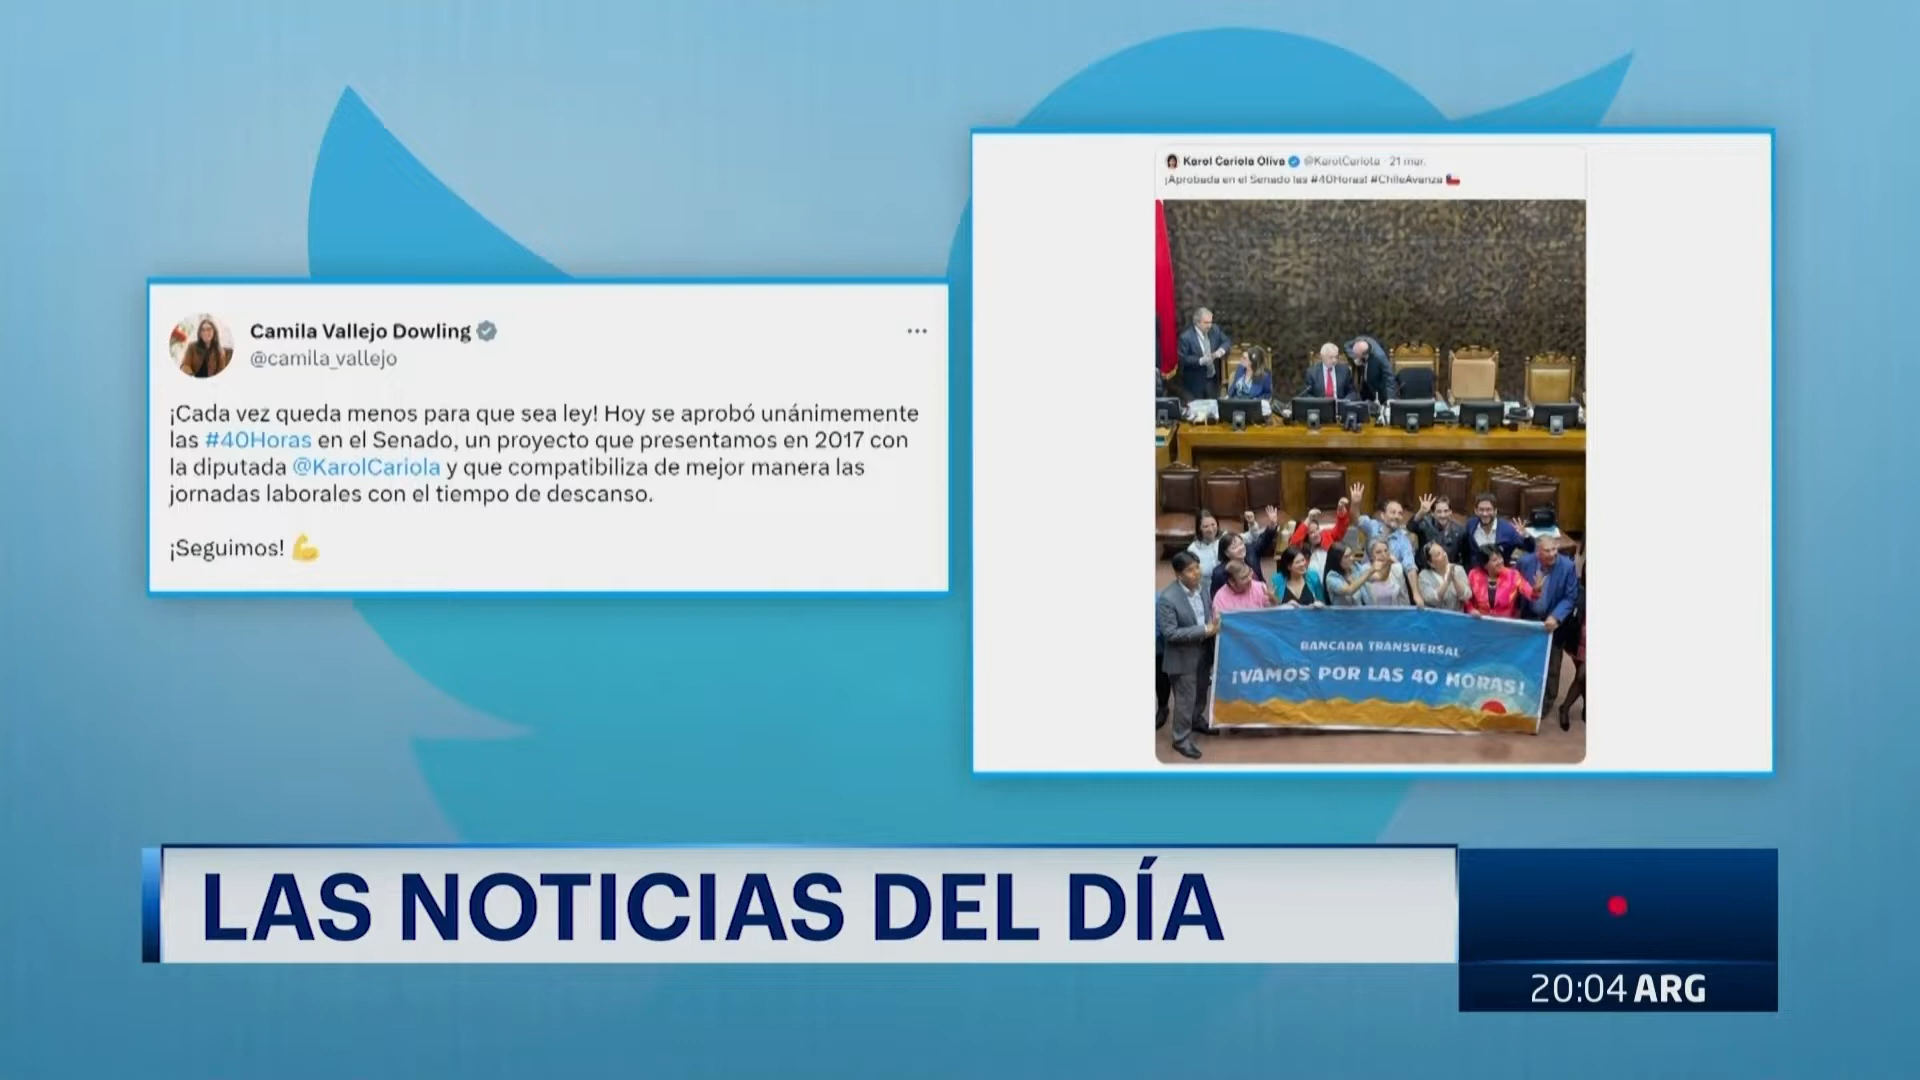 Camila Vallejo Dowling
@camila_vallejo
¡Cada vez queda menos para que sea ley! Hoy se aprobó unánimemente
las #40Horas en el Senado, un proyecto que presentamos en 2017 con
la diputada @KarolCariola y que compatibiliza de mejor manera las
jornadas laborales con el tiempo de descanso.
¡Seguimos!
Karol Cariola Oliva @KarolCariola · 21 mar.
¡Aprobada en el Senado las #40Horas! #ChileAvanza
BANCADA TRANSVERSAL
¡VAMOS POR LAS 40 HORAS!
LAS NOTICIAS DEL DÍA
20:04 ARG